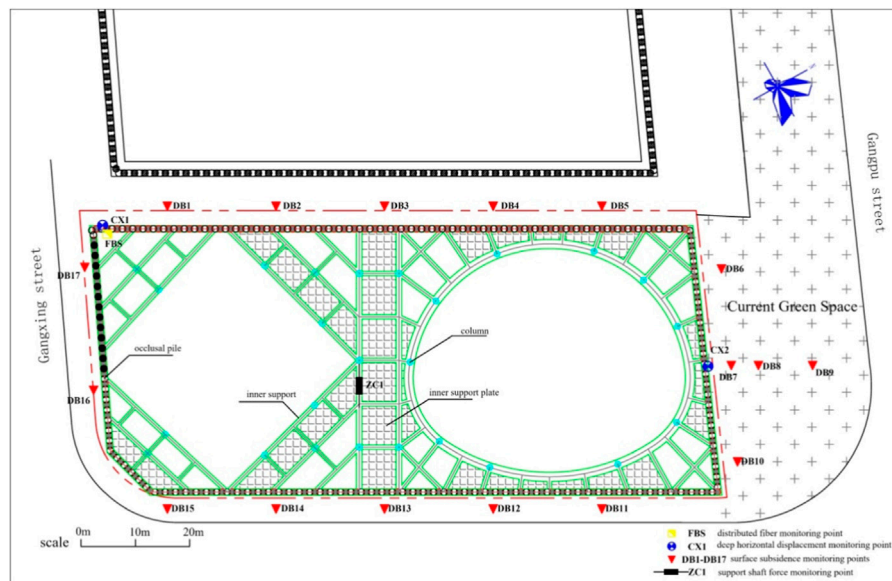 Gangpu street
DB1
DB2
DB3
DB4
DB5
CX1
FBS
DB17
DB6
Gangxing street
Current Green Space
column
occlusal pile
CX2
DB7
DB8
DB9
ZC1
DB16
inner support
inner support plate
DB10
DB15
DB14
DB13
DB12
DB11
scale
0m
10m
20m
FBS distributed fiber monitoring point
CX1 deep horizontal displacement monitoring point
DB1-DB17 surface subsidence monitoring points
ZC1 support shaft force monitoring point